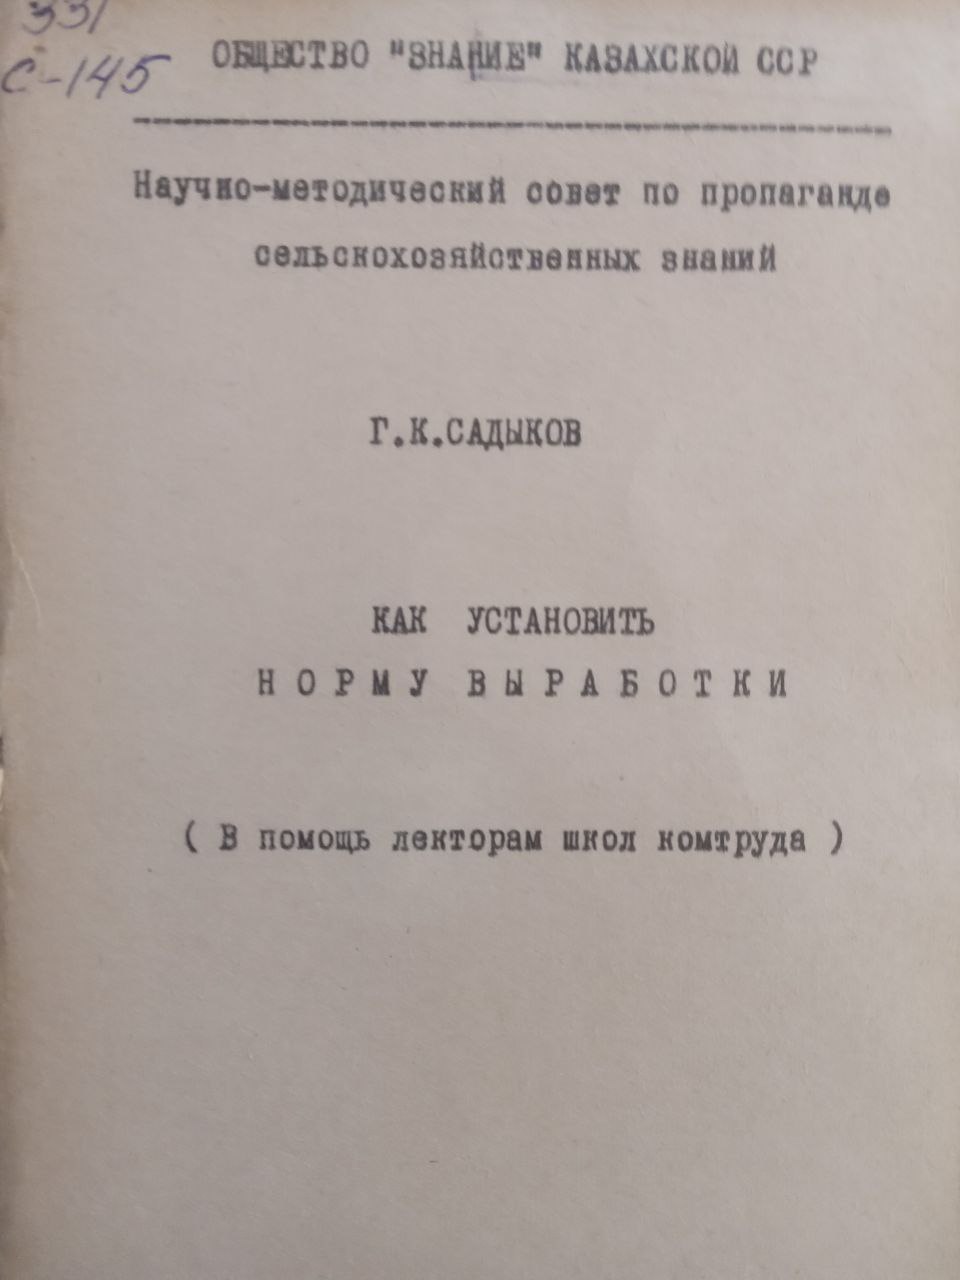 331
С-145
ОБЩЕСТВО "ЗНАНИЕ" КАЗАХСКОЙ ССР
Научно-методический совет по пропаганде
сельскохозяйственных знаний
Г.К.САДЫКОВ
КАК УСТАНОВИТЬ
НОРМУ ВЫРАБОТКИ
( В помощь лекторам школ комтруда )